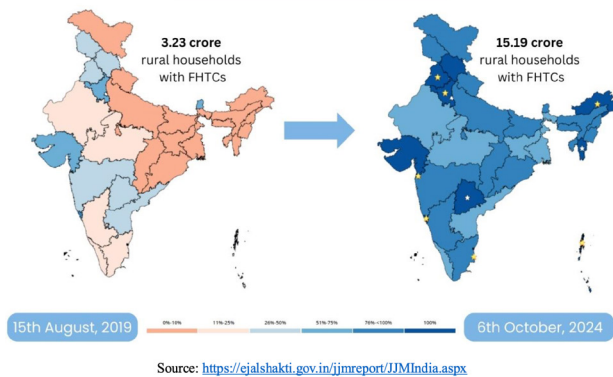 3.23 crore
rural households
with FHTCs
15.19 crore
rural households
with FHTCs
15th August, 2019
0%-10%
11%-25%
26%-50%
51%-75%
76%-<100%
100%
6th October, 2024
Source: https://ejalshakti.gov.in/jjmreport/JJMIndia.aspx